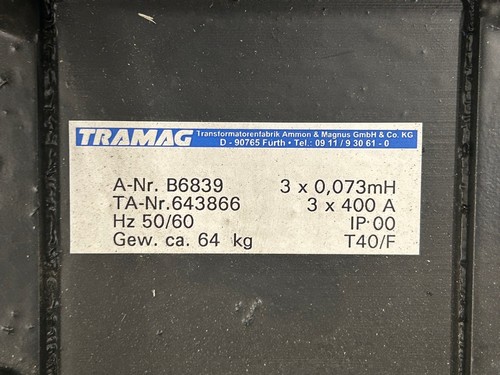 TRAMAG Transformatorenfabrik Ammon & Magnus GmbH & Co. KG
D - 90765 Fürth • Tel.: 09 11 / 9 30 61 - 0
A-Nr. B6839 3 x 0,073mH
TA-Nr.643866 3 x 400 A
Hz 50/60 IP 00
Gew. ca. 64 kg T40/F